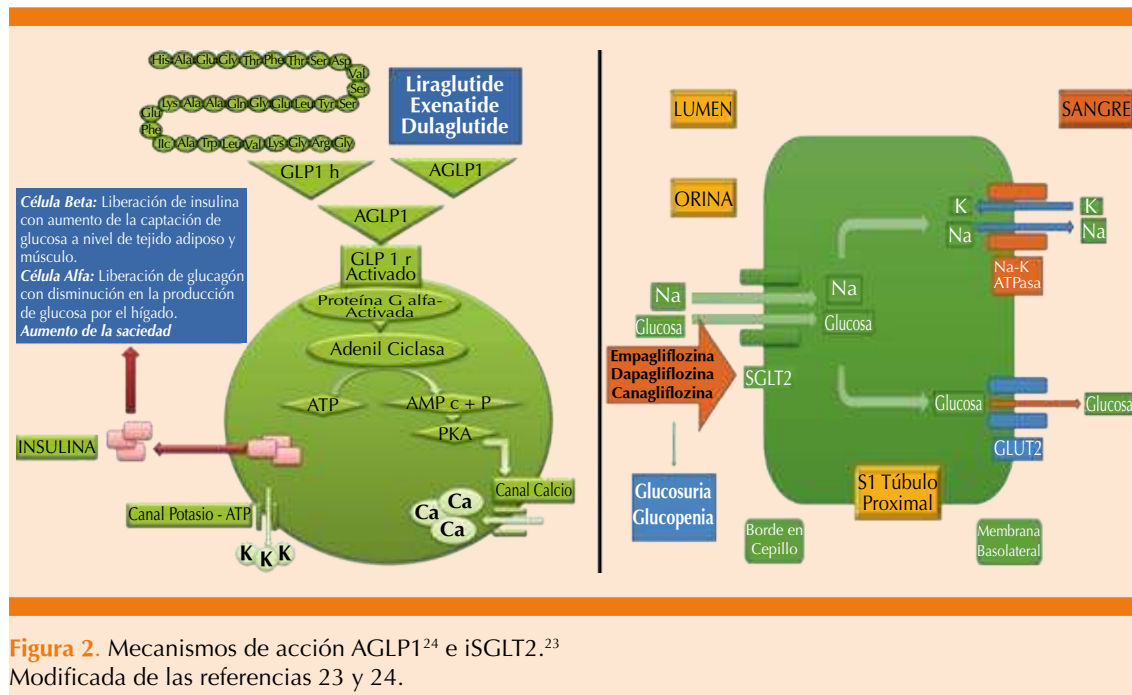 His Ala Glu Gly Thr Phe Thr Ser Asp
Val
Ser
Lys Ala Ala Gln Gly Glu Leu Tyr Ser
Glu
Phe
Ilc Ala Trp Leu Val Lys Gly Arg Gly
Liraglutide
Exenatide
Dulaglutide
GLP1 h
AGLP1
AGLP1
GLP 1 r
Activado
Proteína G alfa-
Activada
Adenil Ciclasa
ATP
AMP c + P
PKA
Canal Calcio
Ca
Ca
Ca
Canal Potasio - ATP
K K K
INSULINA
Célula Beta: Liberación de insulina
con aumento de la captación de
glucosa a nivel de tejido adiposo y
músculo.
Célula Alfa: Liberación de glucagón
con disminución en la producción
de glucosa por el hígado.
Aumento de la saciedad
LUMEN
SANGRE
ORINA
K
Na
K
Na
Na-K
ATPasa
Na
Glucosa
Na
Glucosa
Empagliflozina
Dapagliflozina
Canagliflozina
SGLT2
Glucosa
Glucosa
GLUT2
Glucosuria
Glucopenia
S1 Túbulo
Proximal
Borde en
Cepillo
Membrana
Basolateral
Figura 2. Mecanismos de acción AGLP1²⁴ e iSGLT2.²³
Modificada de las referencias 23 y 24.